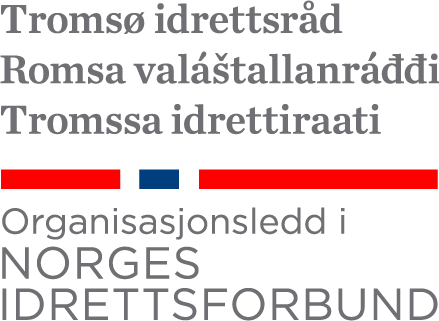 Tromsø idrettsråd
Romsa valáštallanráđđi
Tromssa idrettiraati
Organisasjonsledd i
NORGES
IDRETTSFORBUND